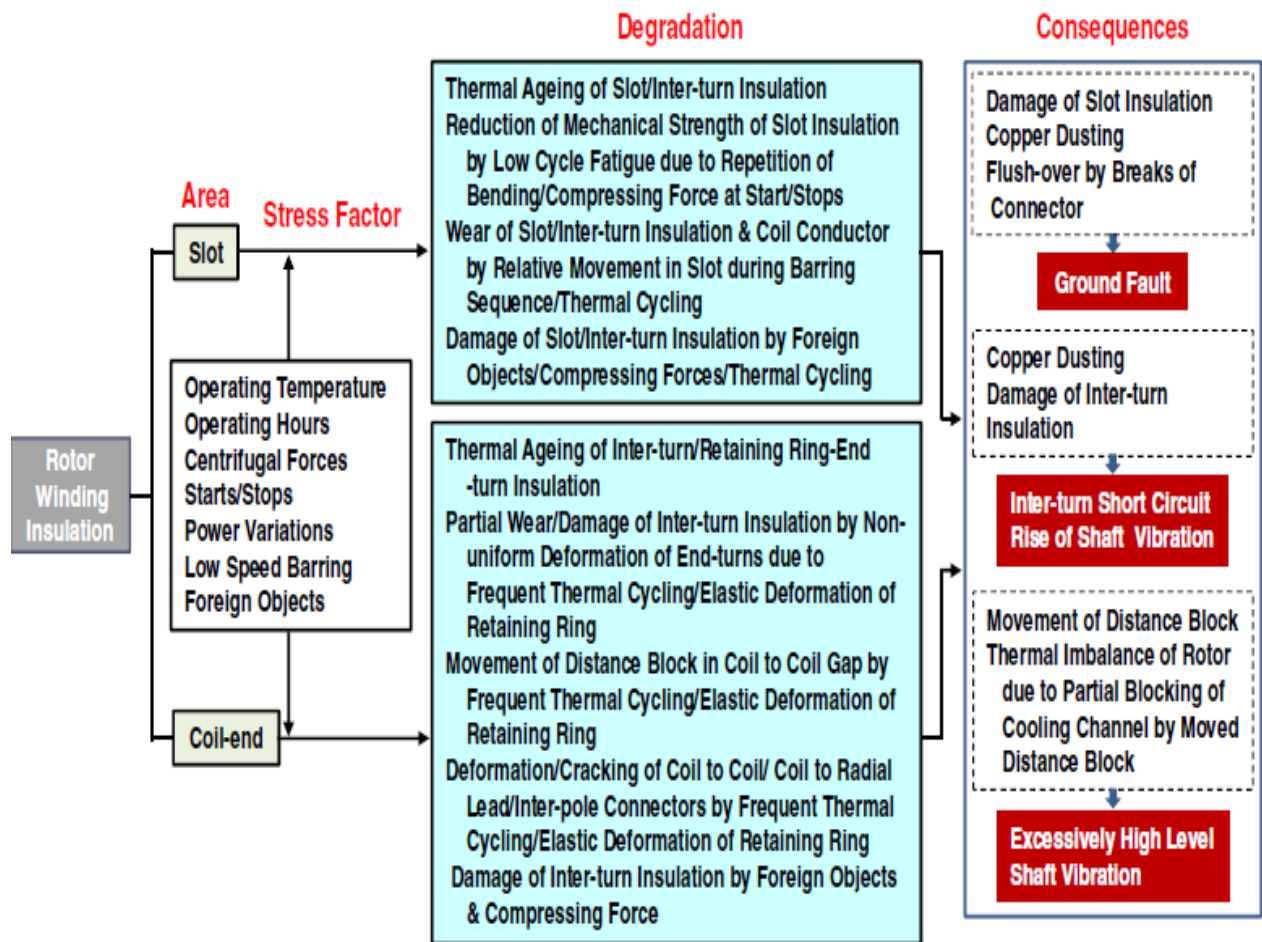 Degradation
Consequences
Area
Stress Factor
Rotor
Winding
Insulation
Slot
Operating Temperature
Operating Hours
Centrifugal Forces
Starts/Stops
Power Variations
Low Speed Barring
Foreign Objects
Coil-end
Thermal Ageing of Slot/Inter-turn Insulation
Reduction of Mechanical Strength of Slot Insulation
by Low Cycle Fatigue due to Repetition of
Bending/Compressing Force at Start/Stops
Wear of Slot/Inter-turn Insulation & Coil Conductor
by Relative Movement in Slot during Barring
Sequence/Thermal Cycling
Damage of Slot/Inter-turn Insulation by Foreign
Objects/Compressing Forces/Thermal Cycling
Thermal Ageing of Inter-turn/Retaining Ring-End
-turn Insulation
Partial Wear/Damage of Inter-turn Insulation by Non-
uniform Deformation of End-turns due to
Frequent Thermal Cycling/Elastic Deformation of
Retaining Ring
Movement of Distance Block in Coil to Coil Gap by
Frequent Thermal Cycling/Elastic Deformation of
Retaining Ring
Deformation/Cracking of Coil to Coil/ Coil to Radial
Lead/Inter-pole Connectors by Frequent Thermal
Cycling/Elastic Deformation of Retaining Ring
Damage of Inter-turn Insulation by Foreign Objects
& Compressing Force
Damage of Slot Insulation
Copper Dusting
Flush-over by Breaks of
Connector
Ground Fault
Copper Dusting
Damage of Inter-turn
Insulation
Inter-turn Short Circuit
Rise of Shaft Vibration
Movement of Distance Block
Thermal Imbalance of Rotor
due to Partial Blocking of
Cooling Channel by Moved
Distance Block
Excessively High Level
Shaft Vibration